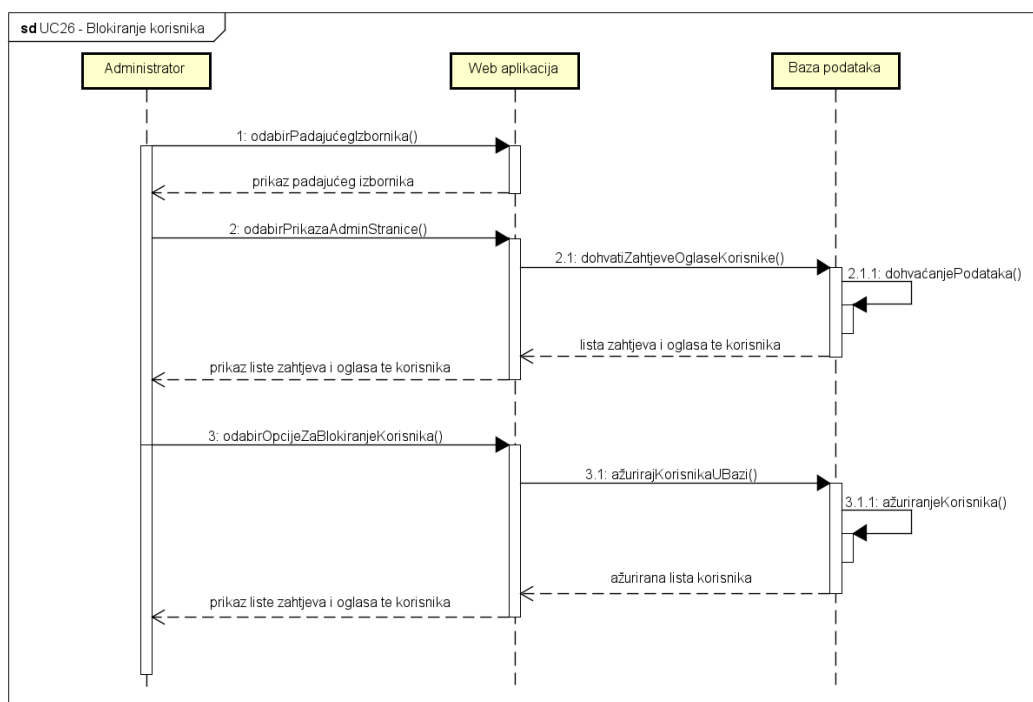 sd UC26 - Blokiranje korisnika
Administrator
Web aplikacija
Baza podataka
1: odabirPadajućegIzbornika()
prikaz padajućeg izbornika
2: odabirPrikazaAdminStranice()
2.1: dohvatiZahtjeveOglaseKorisnike()
2.1.1: dohvaćanjePodataka()
lista zahtjeva i oglasa te korisnika
prikaz liste zahtjeva i oglasa te korisnika
3: odabirOpcijeZaBlokiranjeKorisnika()
3.1: ažurirajKorisnikaUBazi()
3.1.1: ažuriranjeKorisnika()
ažurirana lista korisnika
prikaz liste zahtjeva i oglasa te korisnika